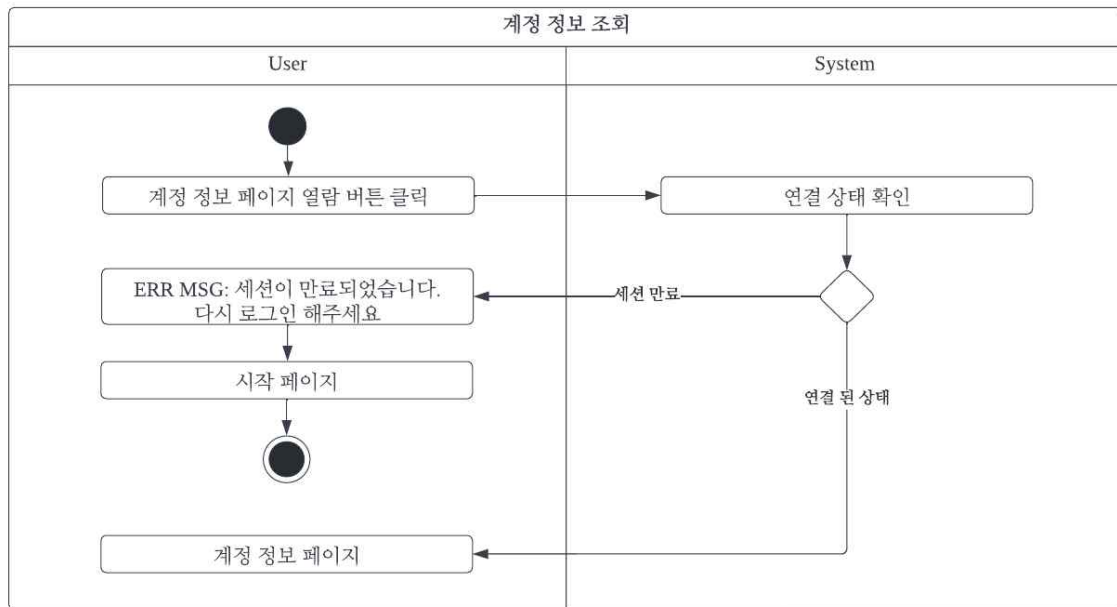 계정 정보 조회
User
System
계정 정보 페이지 열람 버튼 클릭
연결 상태 확인
ERR MSG: 세션이 만료되었습니다.
다시 로그인 해주세요
세션 만료
시작 페이지
연결 된 상태
계정 정보 페이지